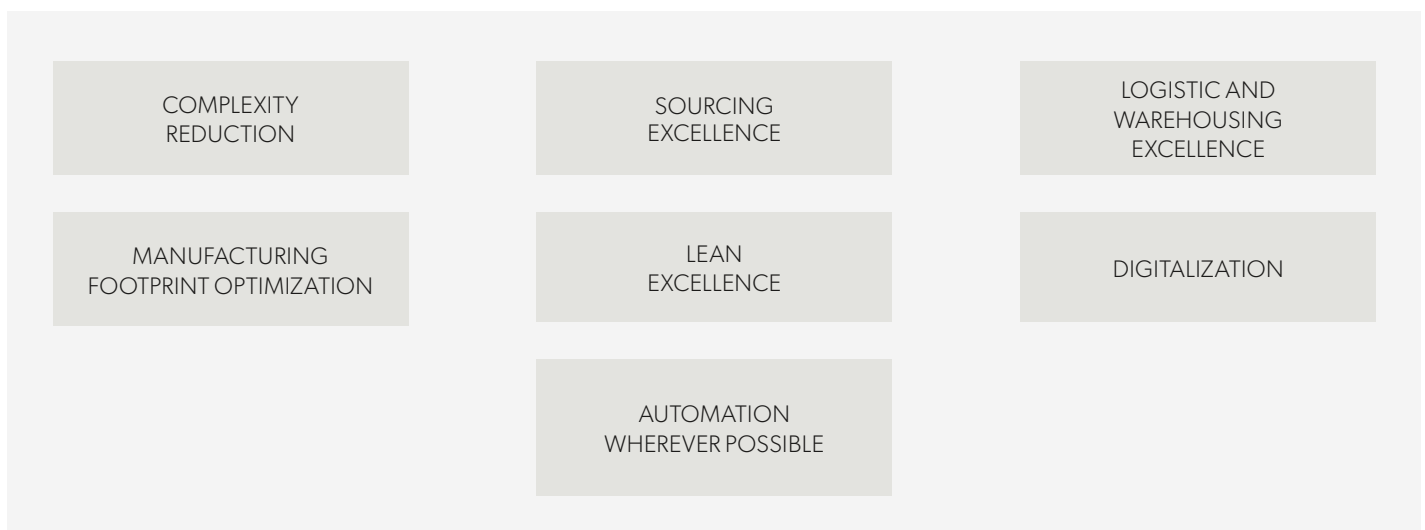 COMPLEXITY
REDUCTION
SOURCING
EXCELLENCE
LOGISTIC AND
WAREHOUSING
EXCELLENCE
MANUFACTURING
FOOTPRINT OPTIMIZATION
LEAN
EXCELLENCE
DIGITALIZATION
AUTOMATION
WHEREVER POSSIBLE